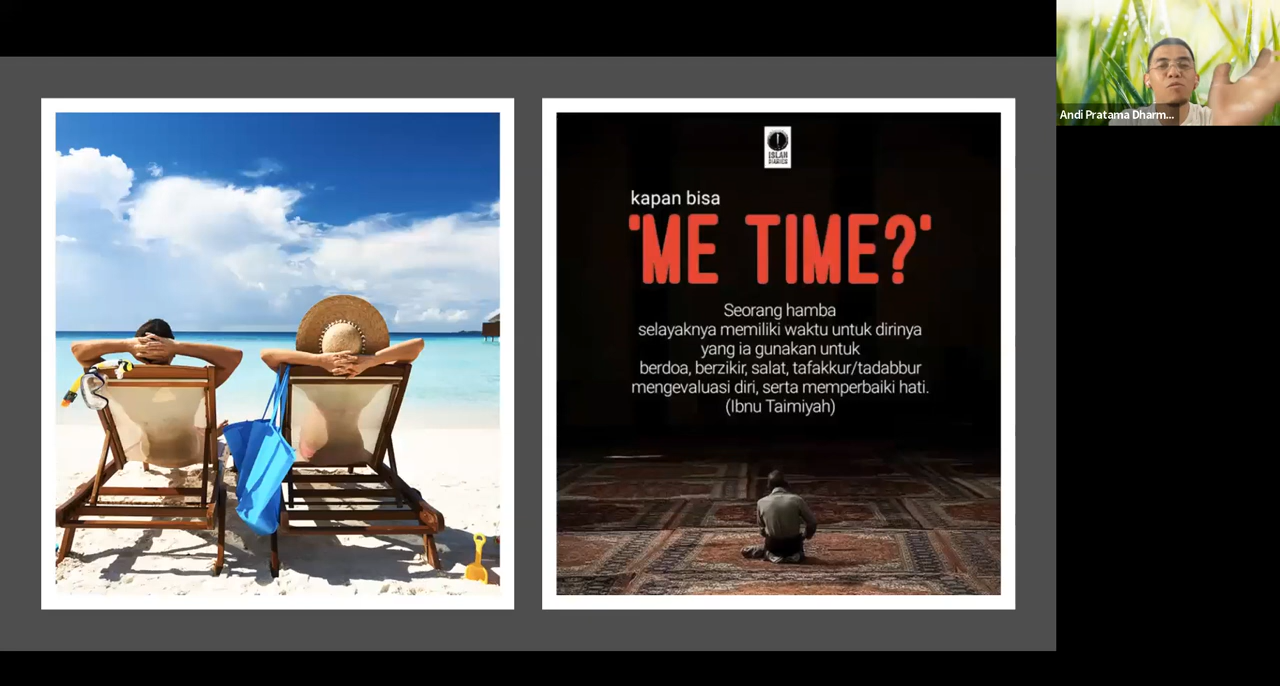 ISLAH
DIARIES
kapan bisa
'ME TIME?'
Seorang hamba
selayaknya memiliki waktu untuk dirinya
yang ia gunakan untuk
berdoa, berzikir, salat, tafakkur/tadabbur
mengevaluasi diri, serta memperbaiki hati.
(Ibnu Taimiyah)
Andi Pratama Dharm...